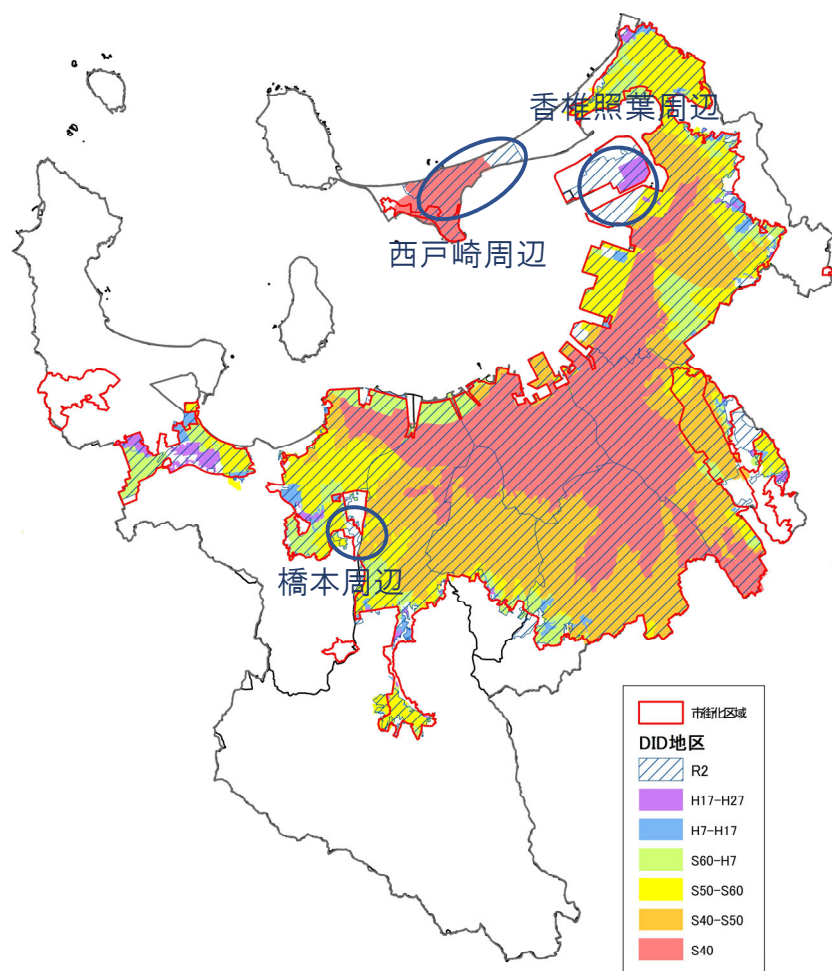 香椎照葉周辺
西戸崎周辺
橋本周辺
市街化区域
DID地区
R2
H17-H27
H7-H17
S60-H7
S50-S60
S40-S50
S40